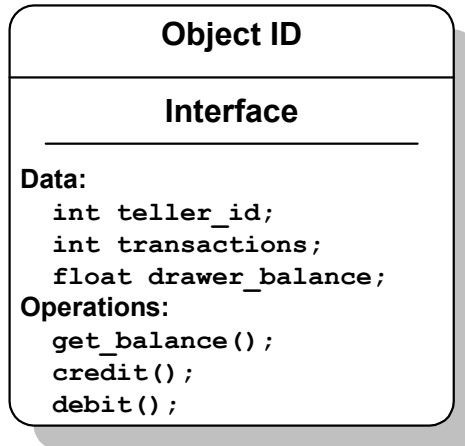 Object ID
Interface
Data:
int teller_id;
int transactions;
float drawer_balance;
Operations:
get_balance();
credit();
debit();